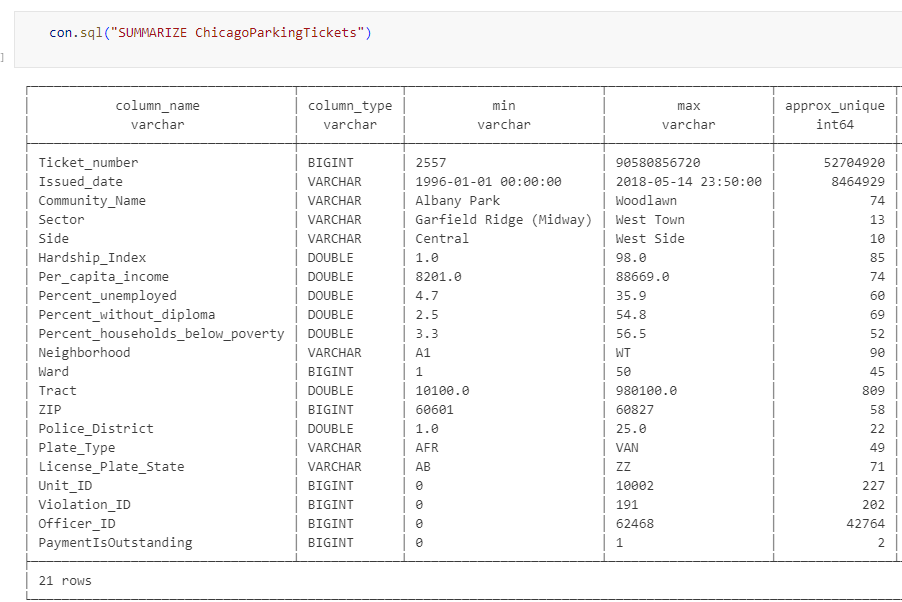 con.sql("SUMMARIZE ChicagoParkingTickets")
]
column_name column_type min max approx_unique
varchar varchar varchar varchar int64
Ticket_number BIGINT 2557 90580856720 52704920
Issued_date VARCHAR 1996-01-01 00:00:00 2018-05-14 23:50:00 8464929
Community_Name VARCHAR Albany Park Woodlawn 74
Sector VARCHAR Garfield Ridge (Midway) West Town 13
Side VARCHAR Central West Side 10
Hardship_Index DOUBLE 1.0 98.0 85
Per_capita_income DOUBLE 8201.0 88669.0 74
Percent_unemployed DOUBLE 4.7 35.9 60
Percent_without_diploma DOUBLE 2.5 54.8 69
Percent_households_below_poverty DOUBLE 3.3 56.5 52
Neighborhood VARCHAR A1 WT 90
Ward BIGINT 1 50 45
Tract DOUBLE 10100.0 980100.0 809
ZIP BIGINT 60601 60827 58
Police_District DOUBLE 1.0 25.0 22
Plate_Type VARCHAR AFR VAN 49
License_Plate_State VARCHAR AB ZZ 71
Unit_ID BIGINT 0 10002 227
Violation_ID BIGINT 0 191 202
Officer_ID BIGINT 0 62468 42764
PaymentIsOutstanding BIGINT 0 1 2
21 rows